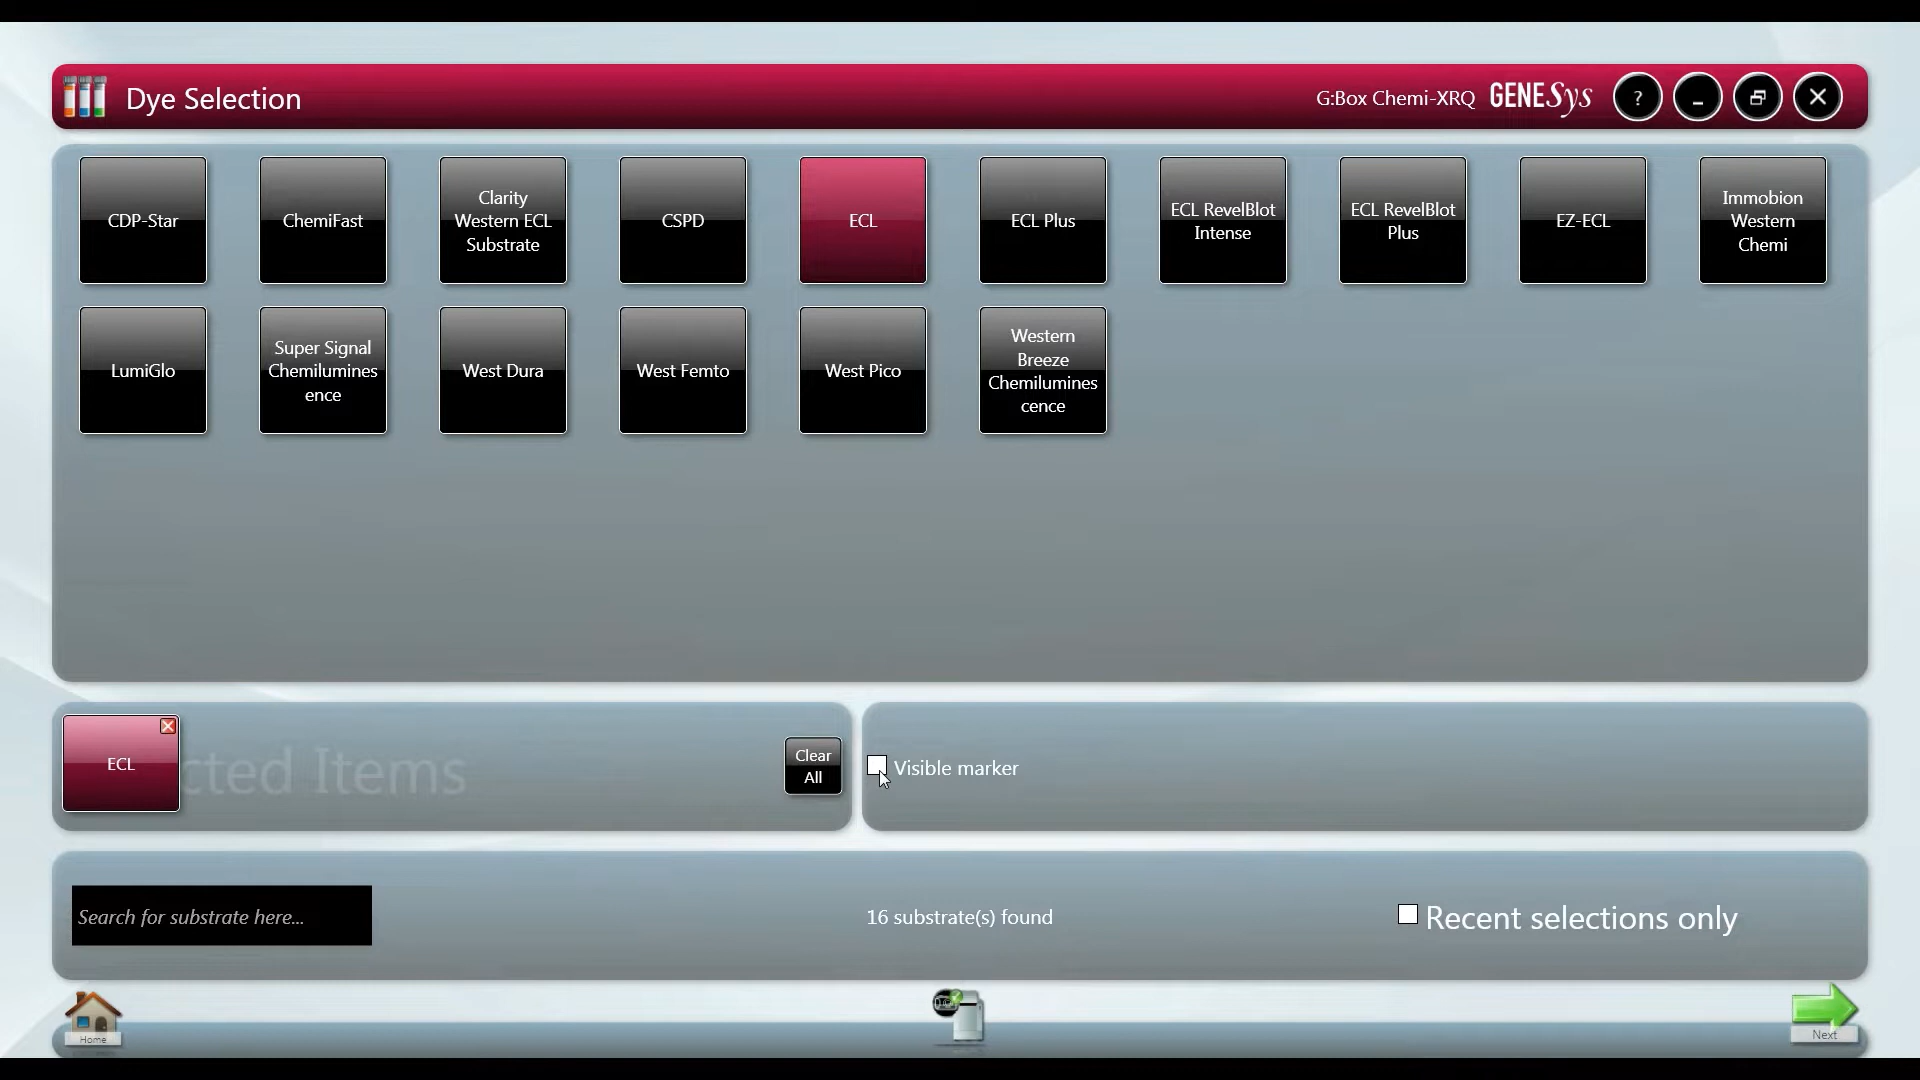 Dye Selection
G:Box Chemi-XRQ GENESys
?
CDP-Star
ChemiFast
Clarity
Western ECL
Substrate
CSPD
ECL
ECL Plus
ECL RevelBlot
Intense
ECL RevelBlot
Plus
EZ-ECL
Immobion
Western
Chemi
LumiGlo
Super Signal
Chemilumines
ence
West Dura
West Femto
West Pico
Western
Breeze
Chemilumines
cence
ECL
cted Items
Clear
All
Visible marker
Search for substrate here...
16 substrate(s) found
Recent selections only
Home
Next